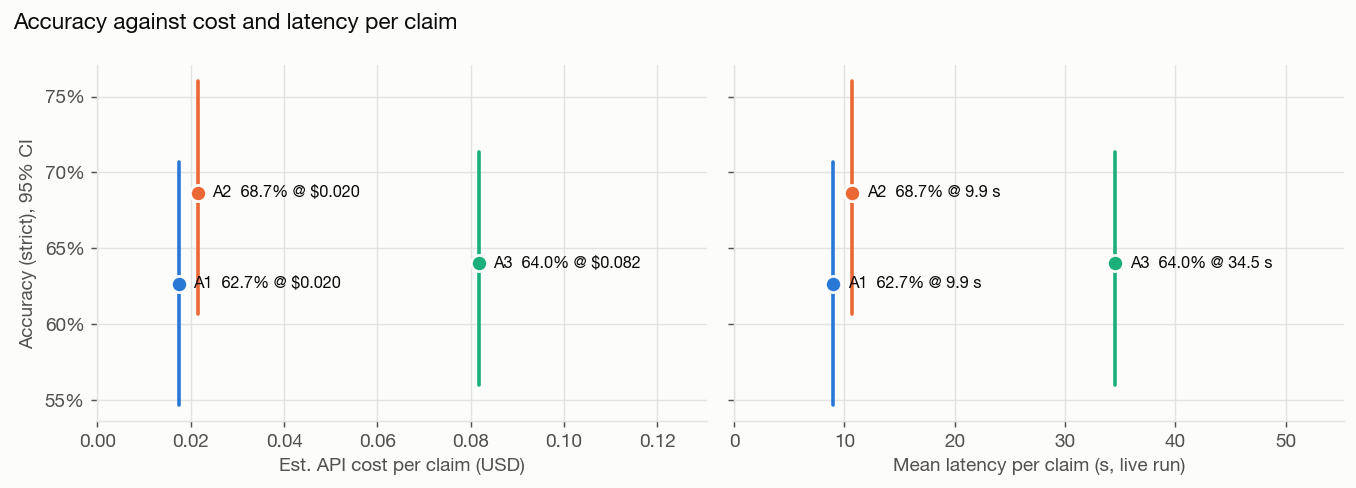 Accuracy against cost and latency per claim
Accuracy (strict), 95% CI
75%
70%
65%
60%
55%
A2 68.7% @ $0.020
A1 62.7% @ $0.020
A3 64.0% @ $0.082
0.00 0.02 0.04 0.06 0.08 0.10 0.12
Est. API cost per claim (USD)
A2 68.7% @ 9.9 s
A1 62.7% @ 9.9 s
A3 64.0% @ 34.5 s
0 10 20 30 40 50
Mean latency per claim (s, live run)